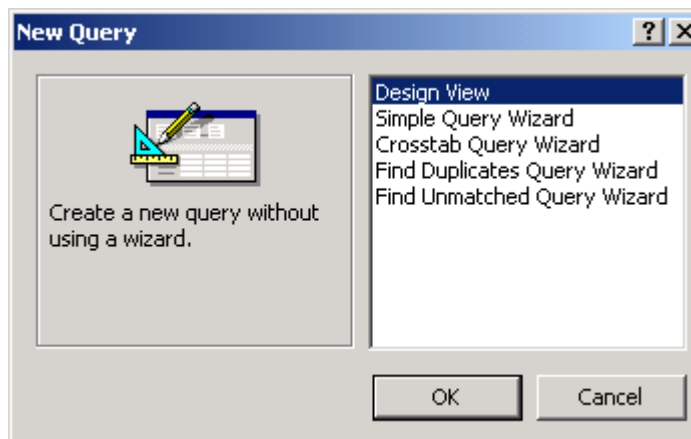 New Query
Create a new query without
using a wizard.
Design View
Simple Query Wizard
Crosstab Query Wizard
Find Duplicates Query Wizard
Find Unmatched Query Wizard
OK
Cancel